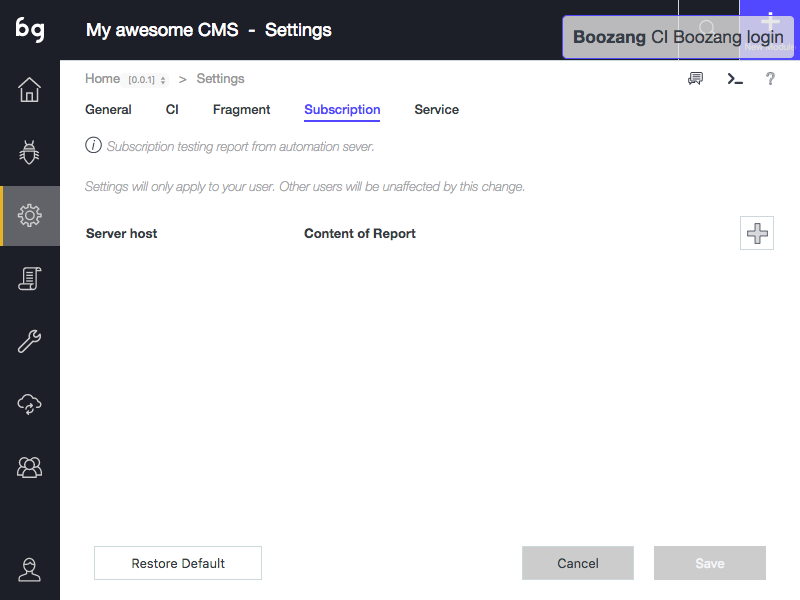 bg
My awesome CMS - Settings
Boozang CI Boozang login
New Module
Home [0.0.1] > Settings
?
General CI Fragment Subscription Service
i Subscription testing report from automation sever.
Settings will only apply to your user. Other users will be unaffected by this change.
Server host Content of Report
Restore Default Cancel Save